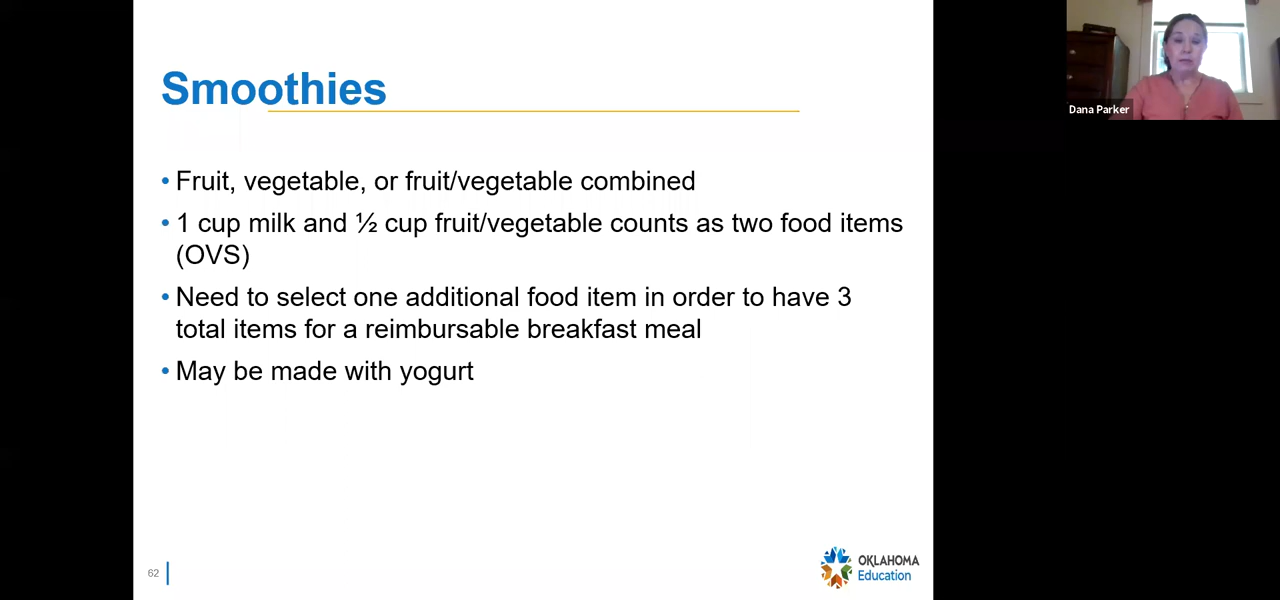 Smoothies
• Fruit, vegetable, or fruit/vegetable combined
• 1 cup milk and ½ cup fruit/vegetable counts as two food items
(OVS)
• Need to select one additional food item in order to have 3
total items for a reimbursable breakfast meal
• May be made with yogurt
62
OKLAHOMA
Education
Dana Parker